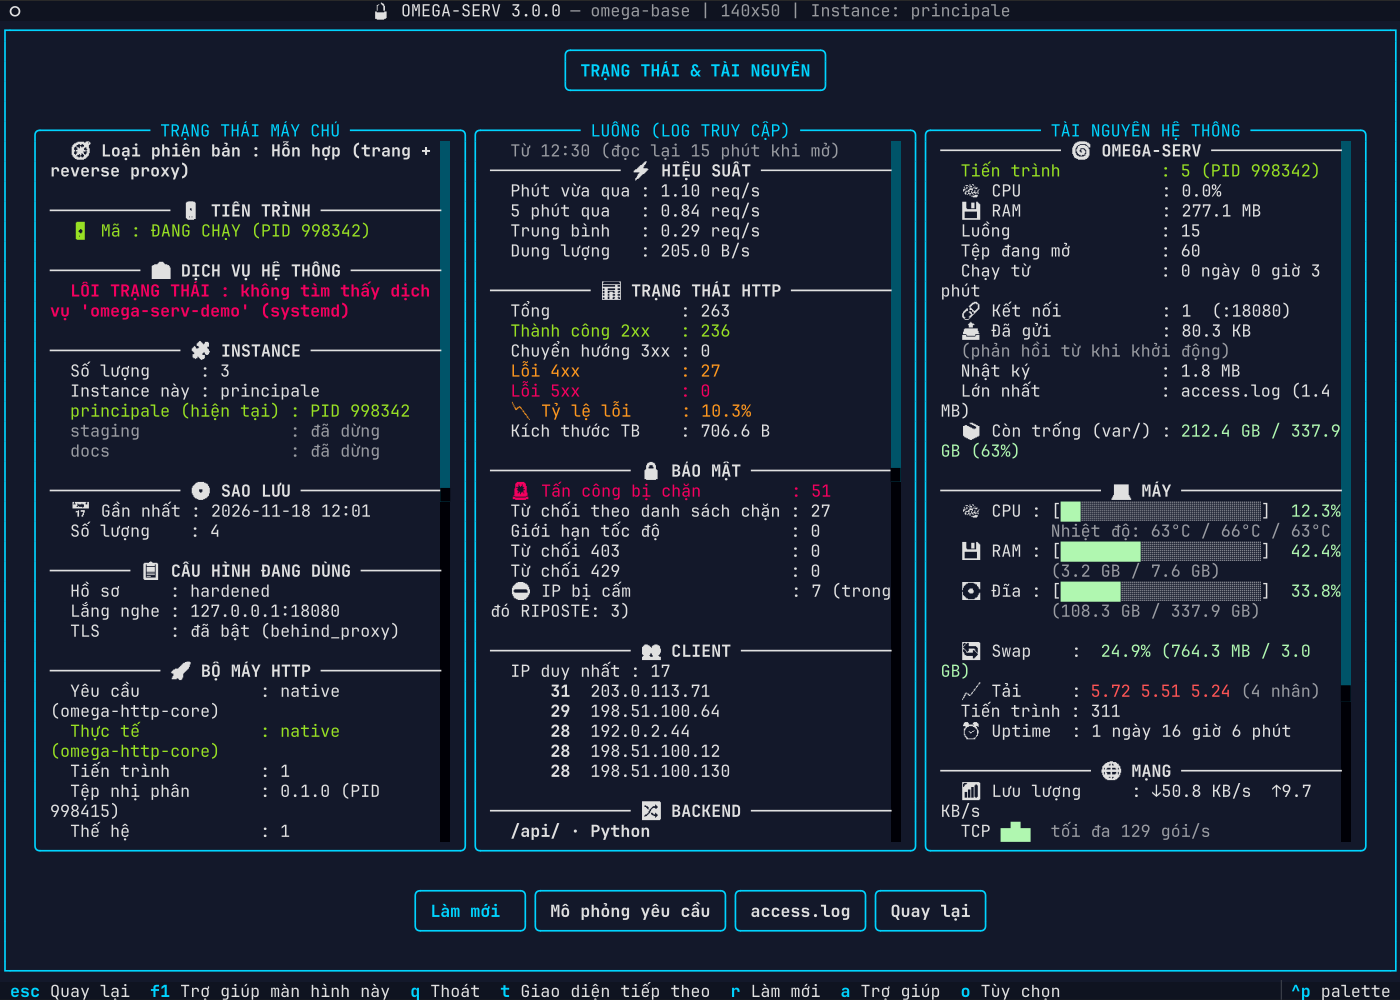 OMEGA-SERV 3.0.0 — omega-base | 140x50 | Instance: principale
TRẠNG THÁI & TÀI NGUYÊN
TRẠNG THÁI MÁY CHỦ
Loại phiên bản : Hỗn hợp (trang +
reverse proxy)
TIẾN TRÌNH
Mã : ĐANG CHẠY (PID 998342)
DỊCH VỤ HỆ THỐNG
LỖI TRẠNG THÁI : không tìm thấy dịch
vụ 'omega-serv-demo' (systemd)
INSTANCE
Số lượng : 3
Instance này : principale
principale (hiện tại) : PID 998342
staging : đã dừng
docs : đã dừng
SAO LƯU
Gần nhất : 2026-11-18 12:01
Số lượng : 4
CẤU HÌNH ĐANG DÙNG
Hồ sơ : hardened
Lắng nghe : 127.0.0.1:18080
TLS : đã bật (behind_proxy)
BỘ MÁY HTTP
Yêu cầu : native
(omega-http-core)
Thực tế : native
(omega-http-core)
Tiến trình : 1
Tệp nhị phân : 0.1.0 (PID
998415)
Thế hệ : 1
LUỒNG (LOG TRUY CẬP)
Từ 12:30 (đọc lại 15 phút khi mở)
HIỆU SUẤT
Phút vừa qua : 1.10 req/s
5 phút qua : 0.84 req/s
Trung bình : 0.29 req/s
Dung lượng : 205.0 B/s
TRẠNG THÁI HTTP
Tổng : 263
Thành công 2xx : 236
Chuyển hướng 3xx : 0
Lỗi 4xx : 27
Lỗi 5xx : 0
Tỷ lệ lỗi : 10.3%
Kích thước TB : 706.6 B
BẢO MẬT
Tấn công bị chặn : 51
Từ chối theo danh sách chặn : 27
Giới hạn tốc độ : 0
Từ chối 403 : 0
Từ chối 429 : 0
IP bị cấm : 7 (trong
đó RIPOSTE: 3)
CLIENT
IP duy nhất : 17
31 203.0.113.71
29 198.51.100.64
28 192.0.2.44
28 198.51.100.12
28 198.51.100.130
BACKEND
/api/ · Python
TÀI NGUYÊN HỆ THỐNG
OMEGA-SERV
Tiến trình : 5 (PID 998342)
CPU : 0.0%
RAM : 277.1 MB
Luồng : 15
Tệp đang mở : 60
Chạy từ : 0 ngày 0 giờ 3
phút
Kết nối : 1 (:18080)
Đã gửi : 80.3 KB
(phản hồi từ khi khởi động)
Nhật ký : 1.8 MB
Lớn nhất : access.log (1.4
MB)
Còn trống (var/) : 212.4 GB / 337.9
GB (63%)
MÁY
CPU : [ ] 12.3%
Nhiệt độ: 63°C / 66°C / 63°C
RAM : [ ] 42.4%
(3.2 GB / 7.6 GB)
Đĩa : [ ] 33.8%
(108.3 GB / 337.9 GB)
Swap : 24.9% (764.3 MB / 3.0
GB)
Tải : 5.72 5.51 5.24 (4 nhân)
Tiến trình : 311
Uptime : 1 ngày 16 giờ 6 phút
MẠNG
Lưu lượng : ↓50.8 KB/s ↑9.7
KB/s
TCP tối đa 129 gói/s
Làm mới Mô phỏng yêu cầu access.log Quay lại
esc Quay lại f1 Trợ giúp màn hình này q Thoát t Giao diện tiếp theo r Làm mới a Trợ giúp o Tùy chọn ^p palette